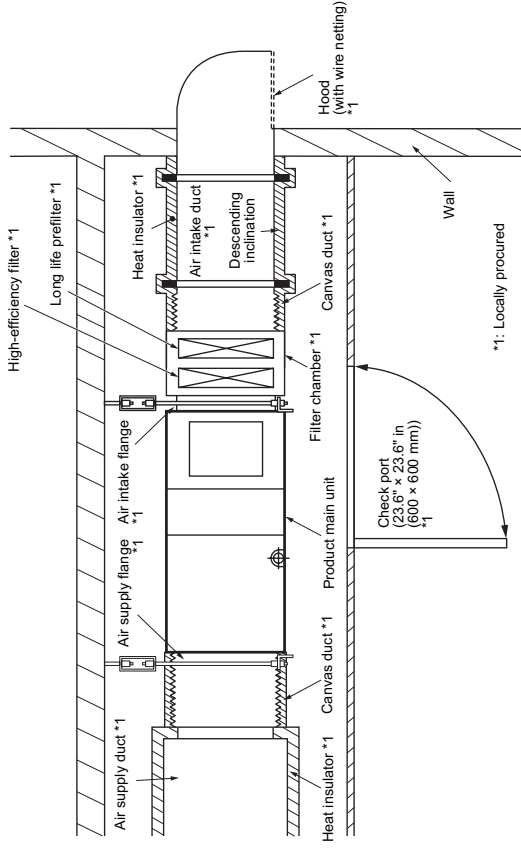 High-efficiency filter *1
Long life prefilter *1
Heat insulator *1
Air intake duct
*1
Descending
inclination
Hood
(with wire netting)
*1
Air intake flange
*1
Air supply flange
*1
Air supply duct *1
Heat insulator *1
Canvas duct *1
Product main unit
Filter chamber *1
Canvas duct *1
Wall
Check port
(23.6" × 23.6" in
(600 × 600 mm))
*1
*1: Locally procured